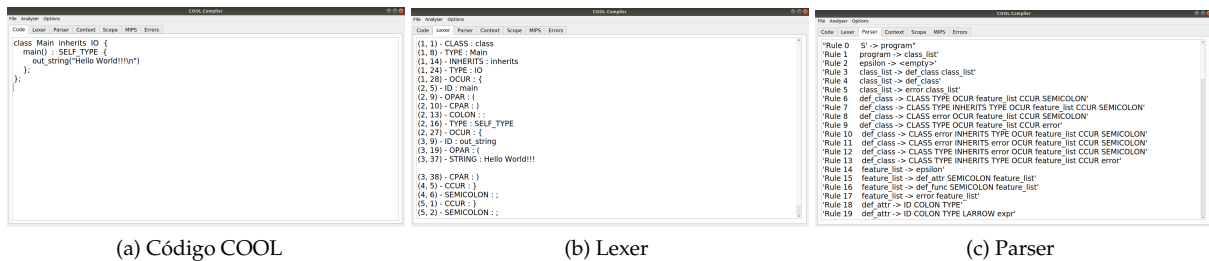 COOL Compiler
File Analyser Options
Code Lexer Parser Context Scope MIPS Errors
class Main inherits IO {
main() : SELF_TYPE {
out_string("Hello World!!!\n")
};
};
(a) Código COOL
COOL Compiler
File Analyser Options
Code Lexer Parser Context Scope MIPS Errors
(1, 1) - CLASS : class
(1, 8) - TYPE : Main
(1, 14) - INHERITS : inherits
(1, 24) - TYPE : IO
(1, 28) - OCUR : {
(2, 5) - ID : main
(2, 9) - OPAR : (
(2, 10) - CPAR : )
(2, 13) - COLON : :
(2, 16) - TYPE : SELF_TYPE
(2, 27) - OCUR : {
(3, 9) - ID : out_string
(3, 19) - OPAR : (
(3, 37) - STRING : Hello World!!!
(3, 38) - CPAR : )
(4, 5) - CCUR : }
(4, 6) - SEMICOLON : ;
(5, 1) - CCUR : }
(5, 2) - SEMICOLON : ;
(b) Lexer
COOL Compiler
File Analyser Options
Code Lexer Parser Context Scope MIPS Errors
"Rule 0 S' -> program"
'Rule 1 program -> class_list'
'Rule 2 epsilon -> <empty>'
'Rule 3 class_list -> def_class class_list'
'Rule 4 class_list -> def_class'
'Rule 5 class_list -> error class_list'
'Rule 6 def_class -> CLASS TYPE OCUR feature_list CCUR SEMICOLON'
'Rule 7 def_class -> CLASS TYPE INHERITS TYPE OCUR feature_list CCUR SEMICOLON'
'Rule 8 def_class -> CLASS error OCUR feature_list CCUR SEMICOLON'
'Rule 9 def_class -> CLASS TYPE OCUR feature_list CCUR error'
'Rule 10 def_class -> CLASS error INHERITS TYPE OCUR feature_list CCUR SEMICOLON'
'Rule 11 def_class -> CLASS error INHERITS error OCUR feature_list CCUR SEMICOLON'
'Rule 12 def_class -> CLASS TYPE INHERITS error OCUR feature_list CCUR SEMICOLON'
'Rule 13 def_class -> CLASS TYPE INHERITS TYPE OCUR feature_list CCUR error'
'Rule 14 feature_list -> epsilon'
'Rule 15 feature_list -> def_attr SEMICOLON feature_list'
'Rule 16 feature_list -> def_func SEMICOLON feature_list'
'Rule 17 feature_list -> error feature_list'
'Rule 18 def_attr -> ID COLON TYPE'
'Rule 19 def_attr -> ID COLON TYPE LARROW expr'
(c) Parser